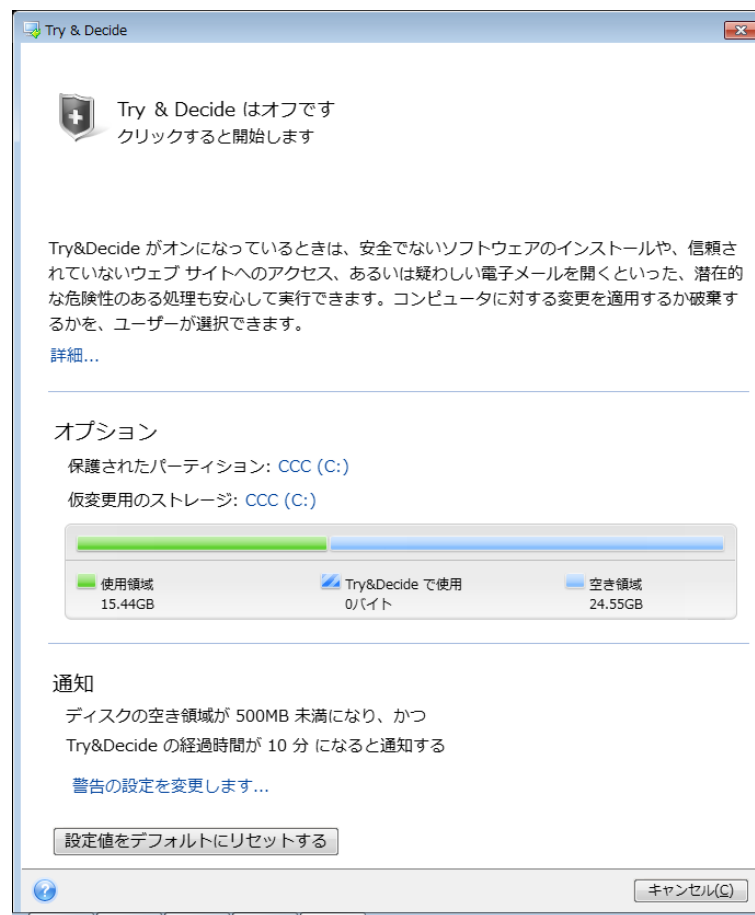 Try & Decide
Try & Decide はオフです
クリックすると開始します
Try&Decide がオンになっているときは、安全でないソフトウェアのインストールや、信頼さ
れていないウェブ サイトへのアクセス、あるいは疑わしい電子メールを開くといった、潜在的
な危険性のある処理も安心して実行できます。コンピュータに対する変更を適用するか破棄す
るかを、ユーザーが選択できます。
詳細...
オプション
保護されたパーティション: CCC (C:)
仮変更用のストレージ: CCC (C:)
使用領域
15.44GB
Try&Decide で使用
0バイト
空き領域
24.55GB
通知
ディスクの空き領域が 500MB 未満になり、かつ
Try&Decide の経過時間が 10 分 になると通知する
警告の設定を変更します...
設定値をデフォルトにリセットする
キャンセル(C)